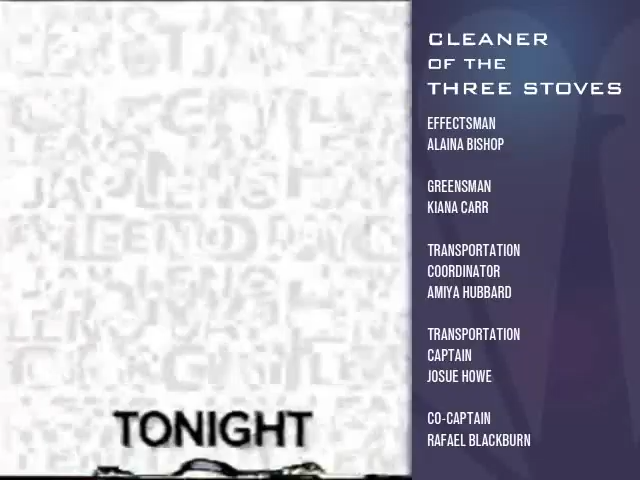 TONIGHT
CLEANER
OF THE
THREE STOVES
EFFECTSMAN
ALAINA BISHOP
GREENSMAN
KIANA CARR
TRANSPORTATION
COORDINATOR
AMIYA HUBBARD
TRANSPORTATION
CAPTAIN
JOSUE HOWE
CO-CAPTAIN
RAFAEL BLACKBURN